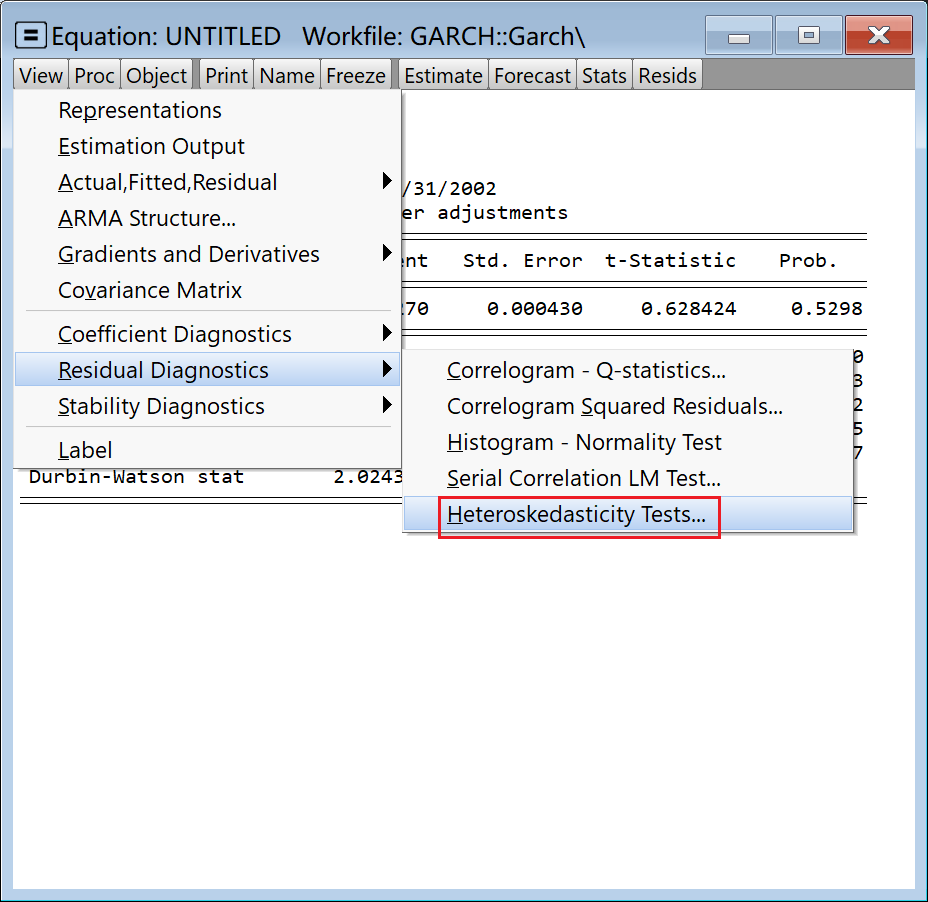 Equation: UNTITLED Workfile: GARCH::Garch\
View Proc Object Print Name Freeze Estimate Forecast Stats Resids
Representations
Estimation Output
Actual,Fitted,Residual
/31/2002
ARMA Structure...
er adjustments
Gradients and Derivatives
nt Std. Error t-Statistic Prob.
Covariance Matrix
70 0.000430 0.628424 0.5298
Coefficient Diagnostics
Residual Diagnostics
Stability Diagnostics
Label
Correlogram - Q-statistics...
Correlogram Squared Residuals...
Histogram - Normality Test
Serial Correlation LM Test...
Heteroskedasticity Tests...
0
3
2
5
7
Durbin-Watson stat 2.0243